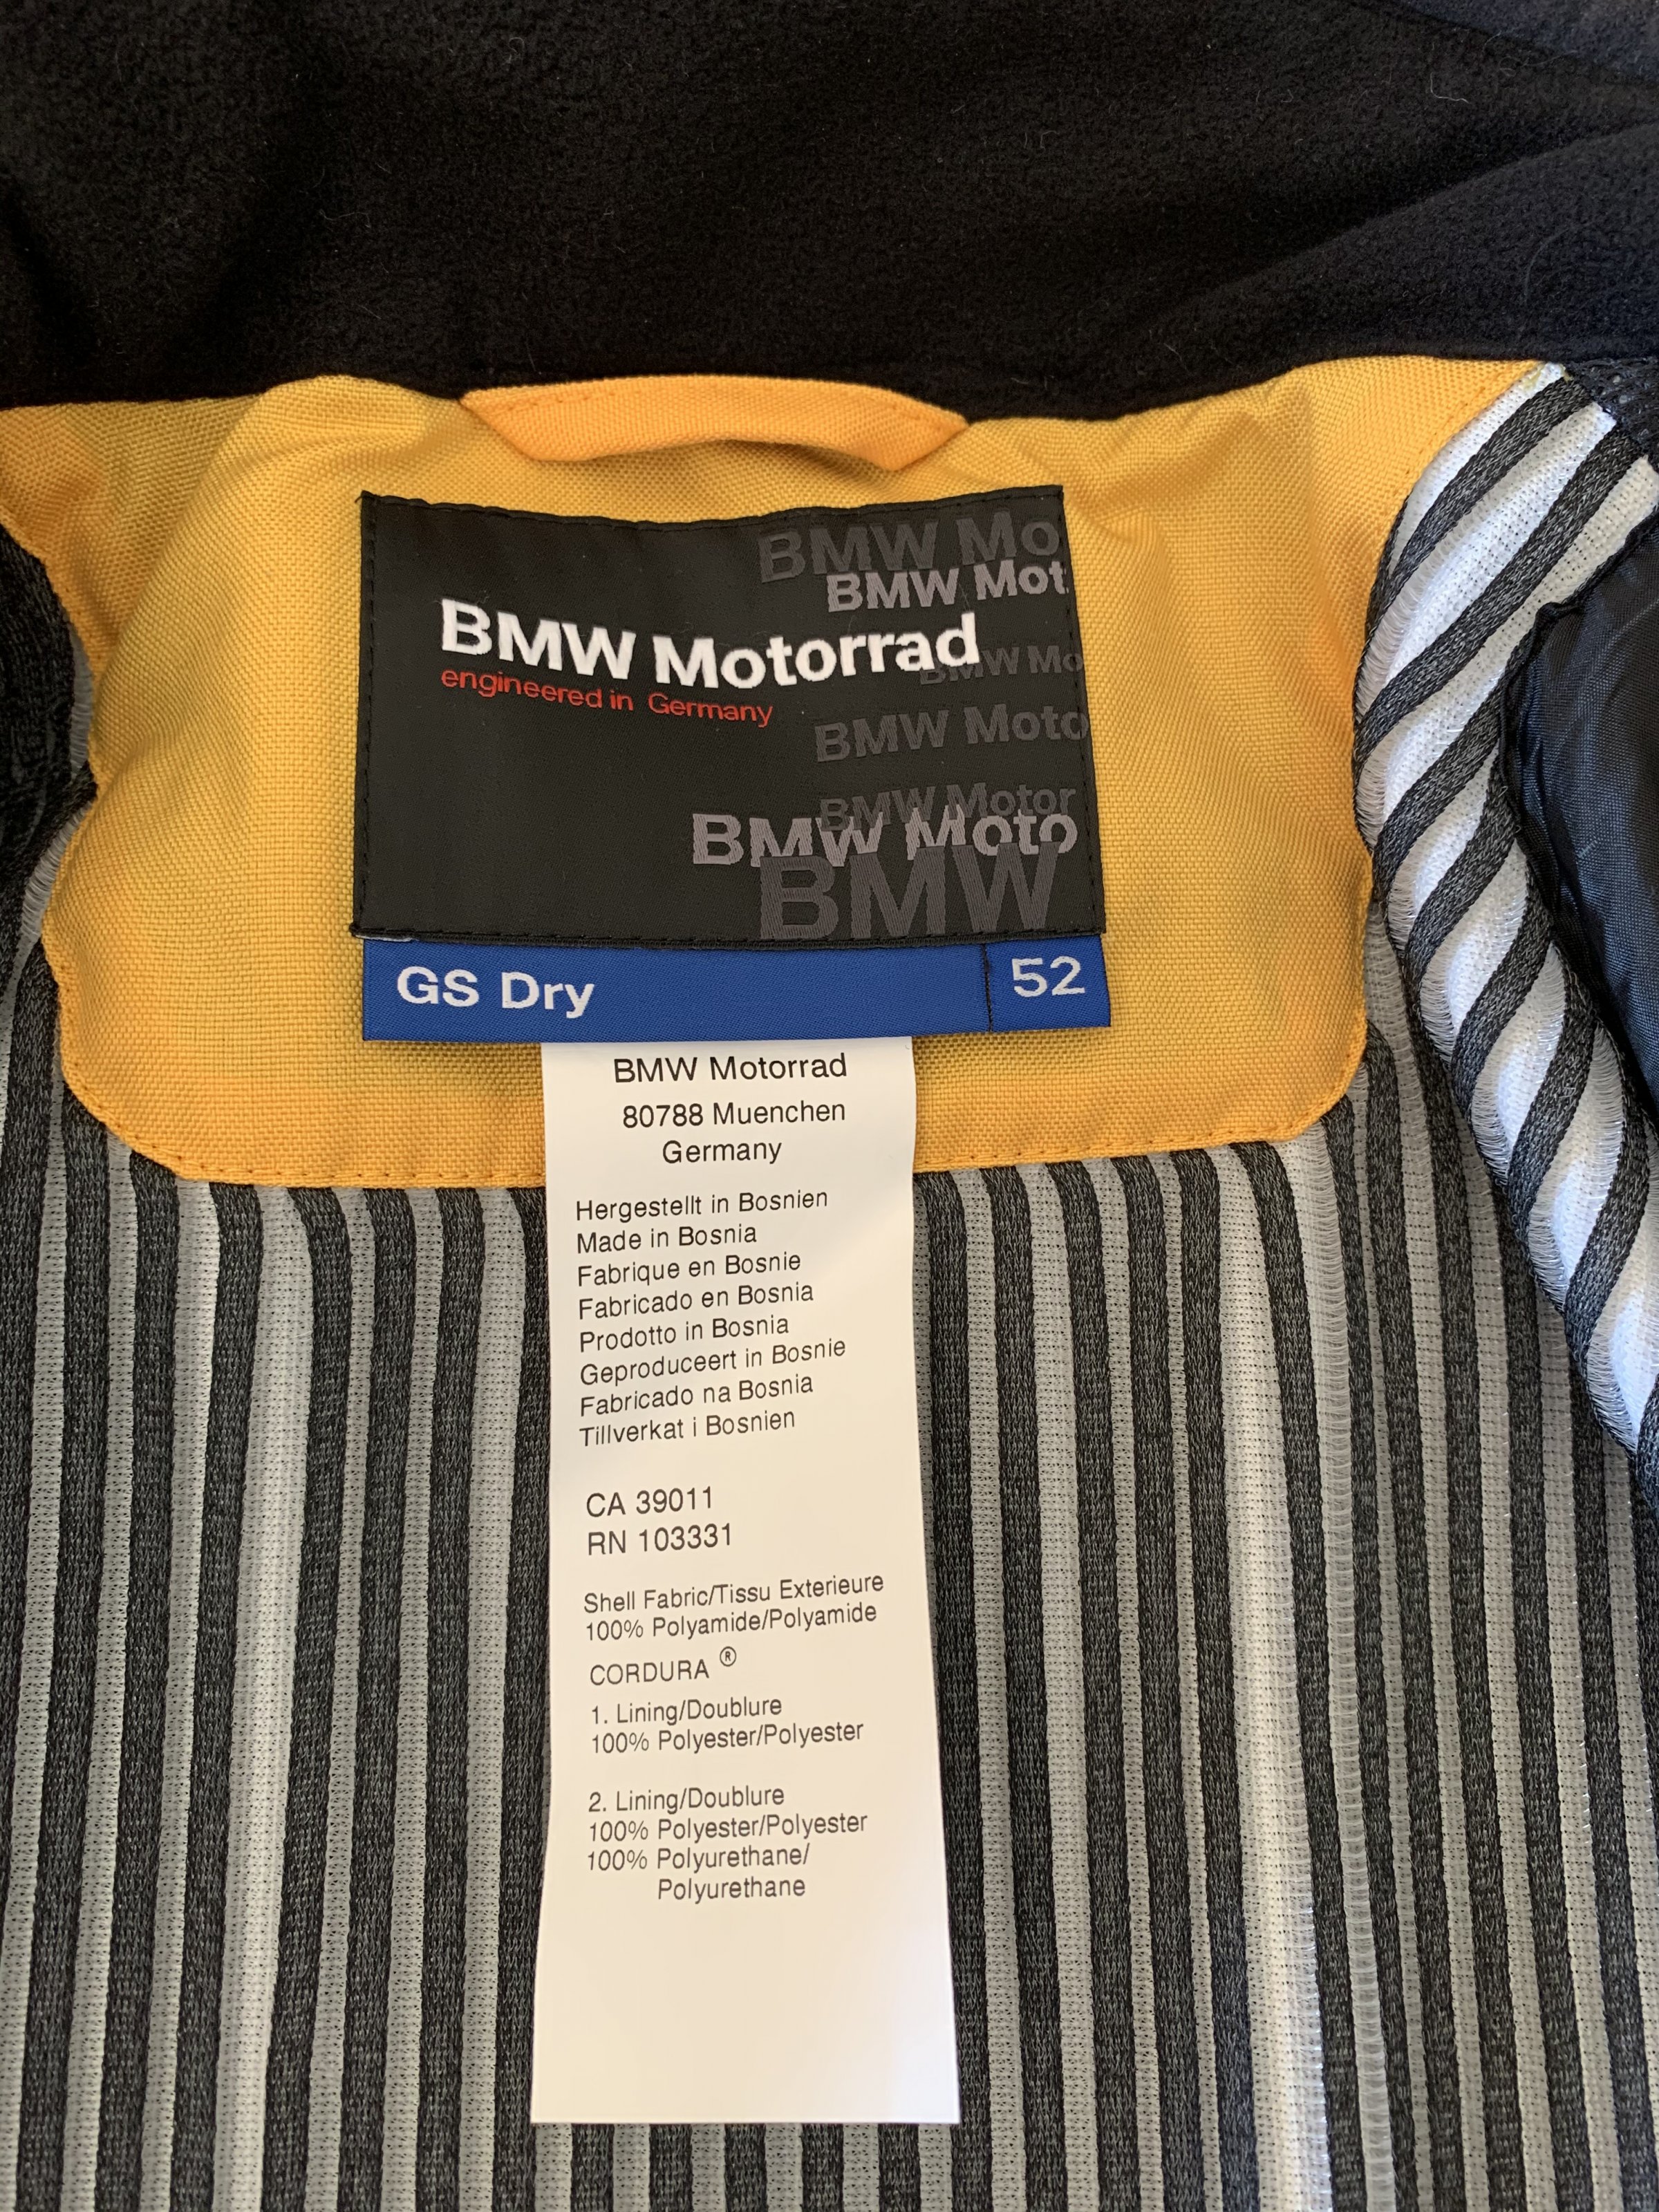 BMW Mo
BMW Mot
BMW Motorrad
BMW Mo
engineered in Germany
BMW Moto
BMW Motor
BMW Moto
BMW
GS Dry 52
BMW Motorrad
80788 Muenchen
Germany
Hergestellt in Bosnien
Made in Bosnia
Fabrique en Bosnie
Fabricado en Bosnia
Prodotto in Bosnia
Geproduceert in Bosnie
Fabricado na Bosnia
Tillverkat i Bosnien
CA 39011
RN 103331
Shell Fabric/Tissu Exterieure
100% Polyamide/Polyamide
CORDURA ®
1. Lining/Doublure
100% Polyester/Polyester
2. Lining/Doublure
100% Polyester/Polyester
100% Polyurethane/
Polyurethane